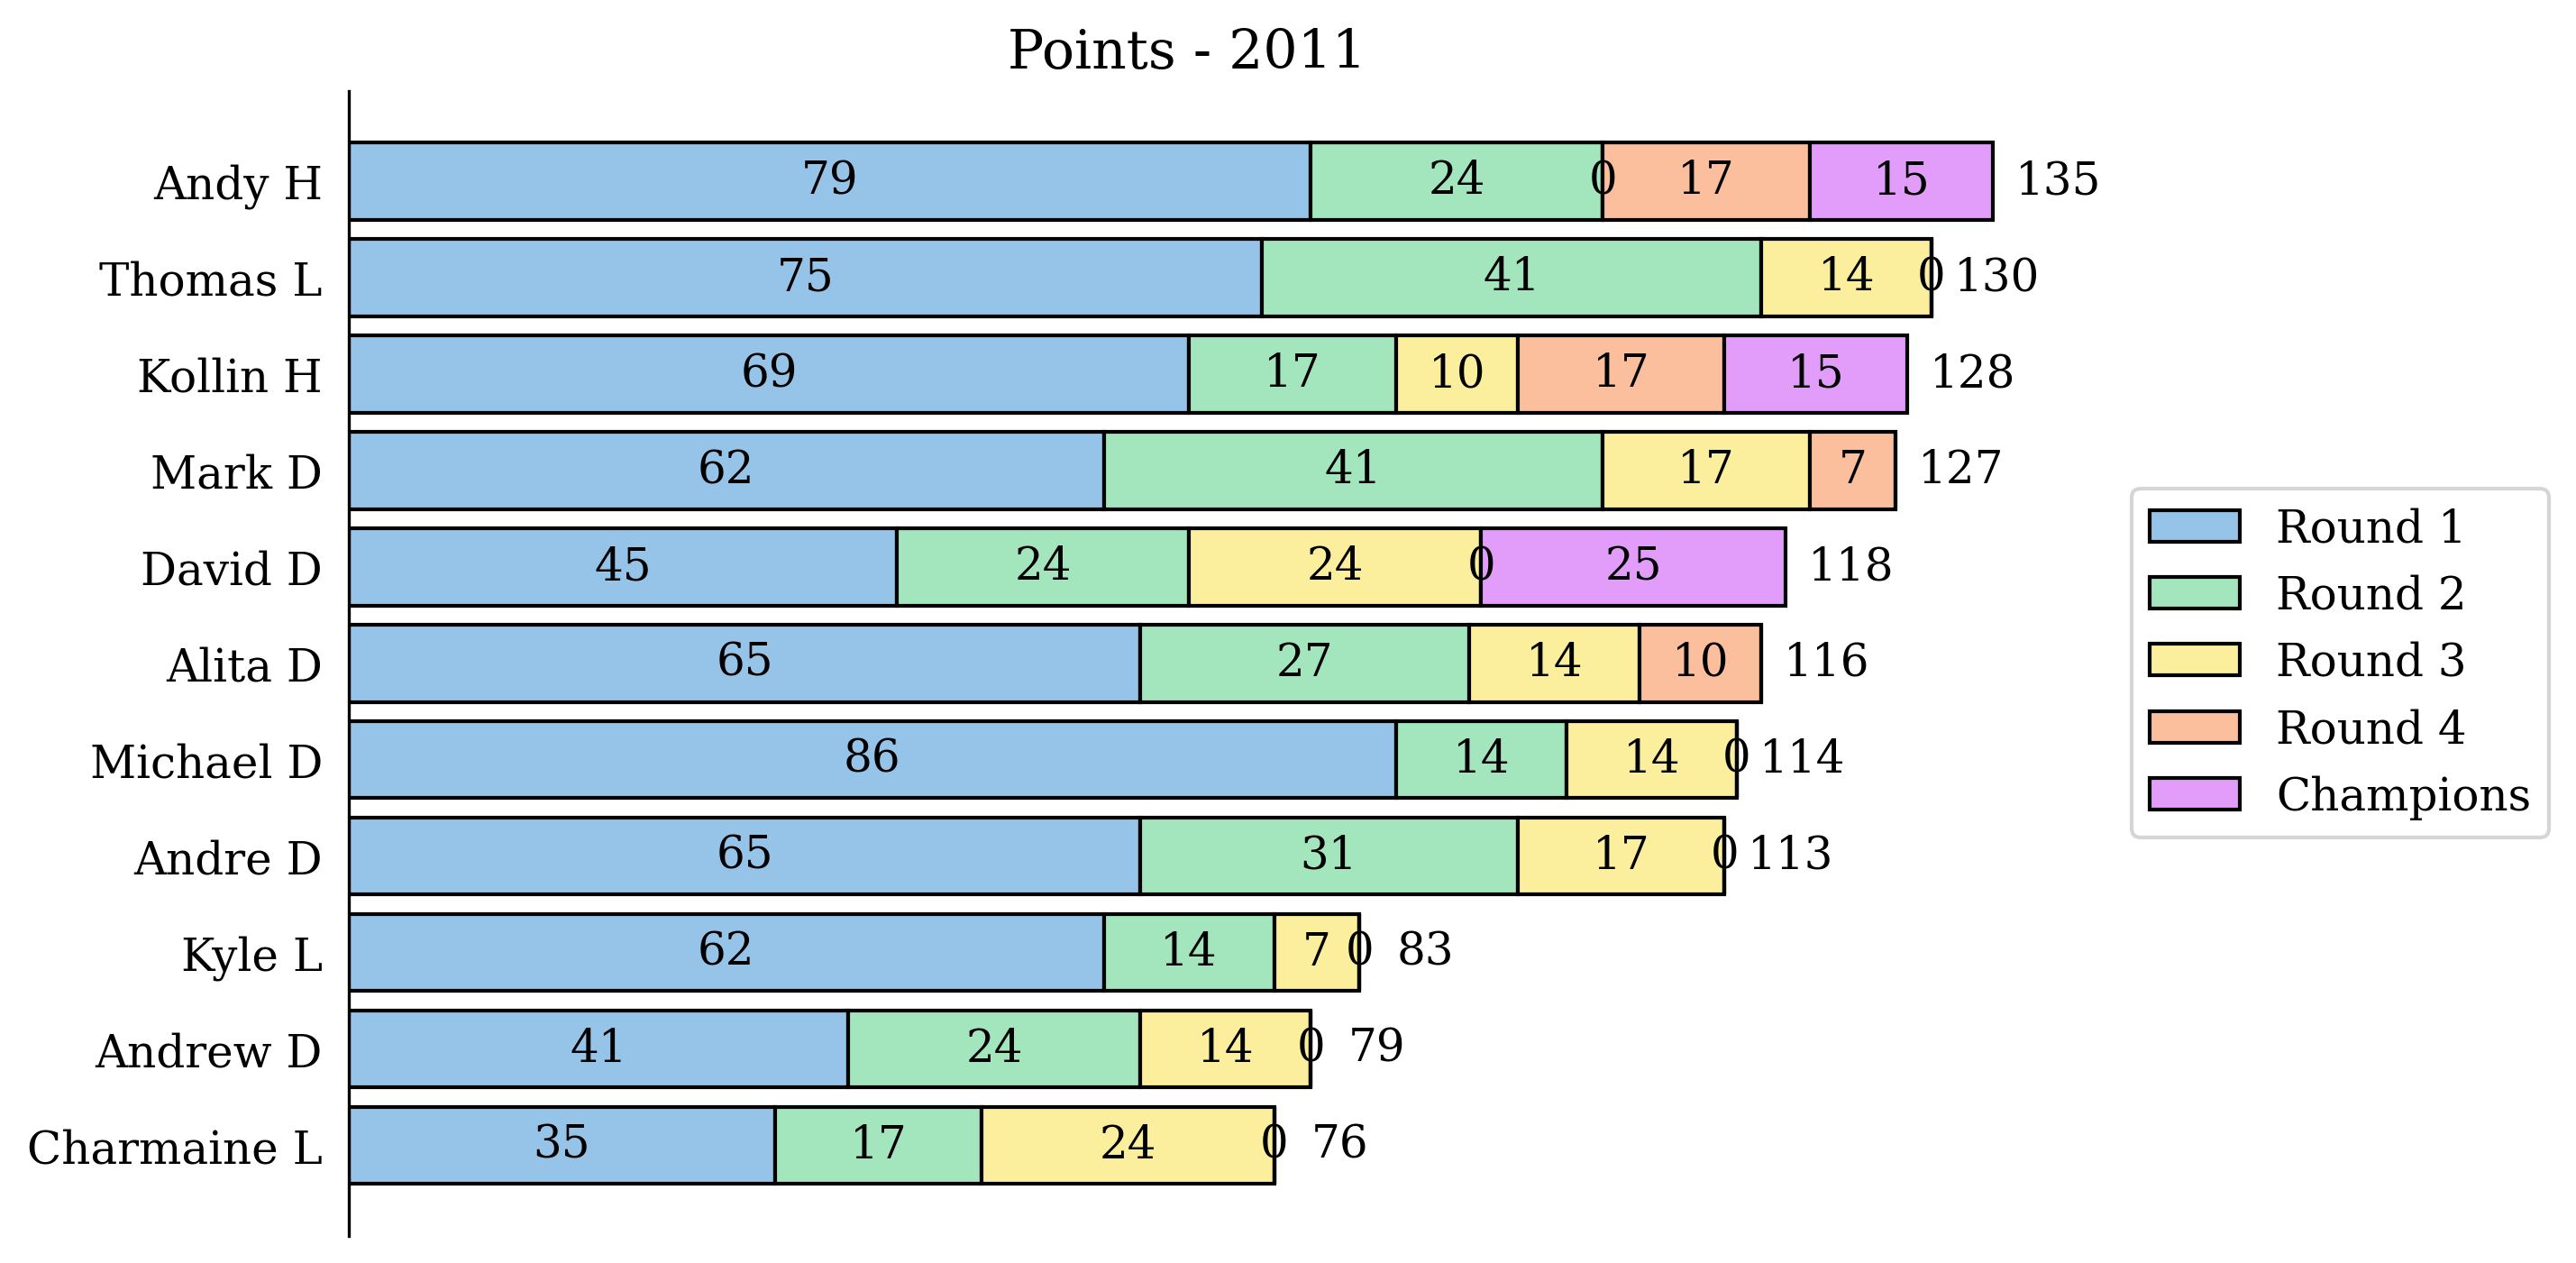 Points - 2011
Andy H 79 24 0 17 15 135
Thomas L 75 41 14 0 130
Kollin H 69 17 10 17 15 128
Mark D 62 41 17 7 127
David D 45 24 24 0 25 118
Alita D 65 27 14 10 116
Michael D 86 14 14 0 114
Andre D 65 31 17 0 113
Kyle L 62 14 7 0 83
Andrew D 41 24 14 0 79
Charmaine L 35 17 24 0 76
Round 1
Round 2
Round 3
Round 4
Champions